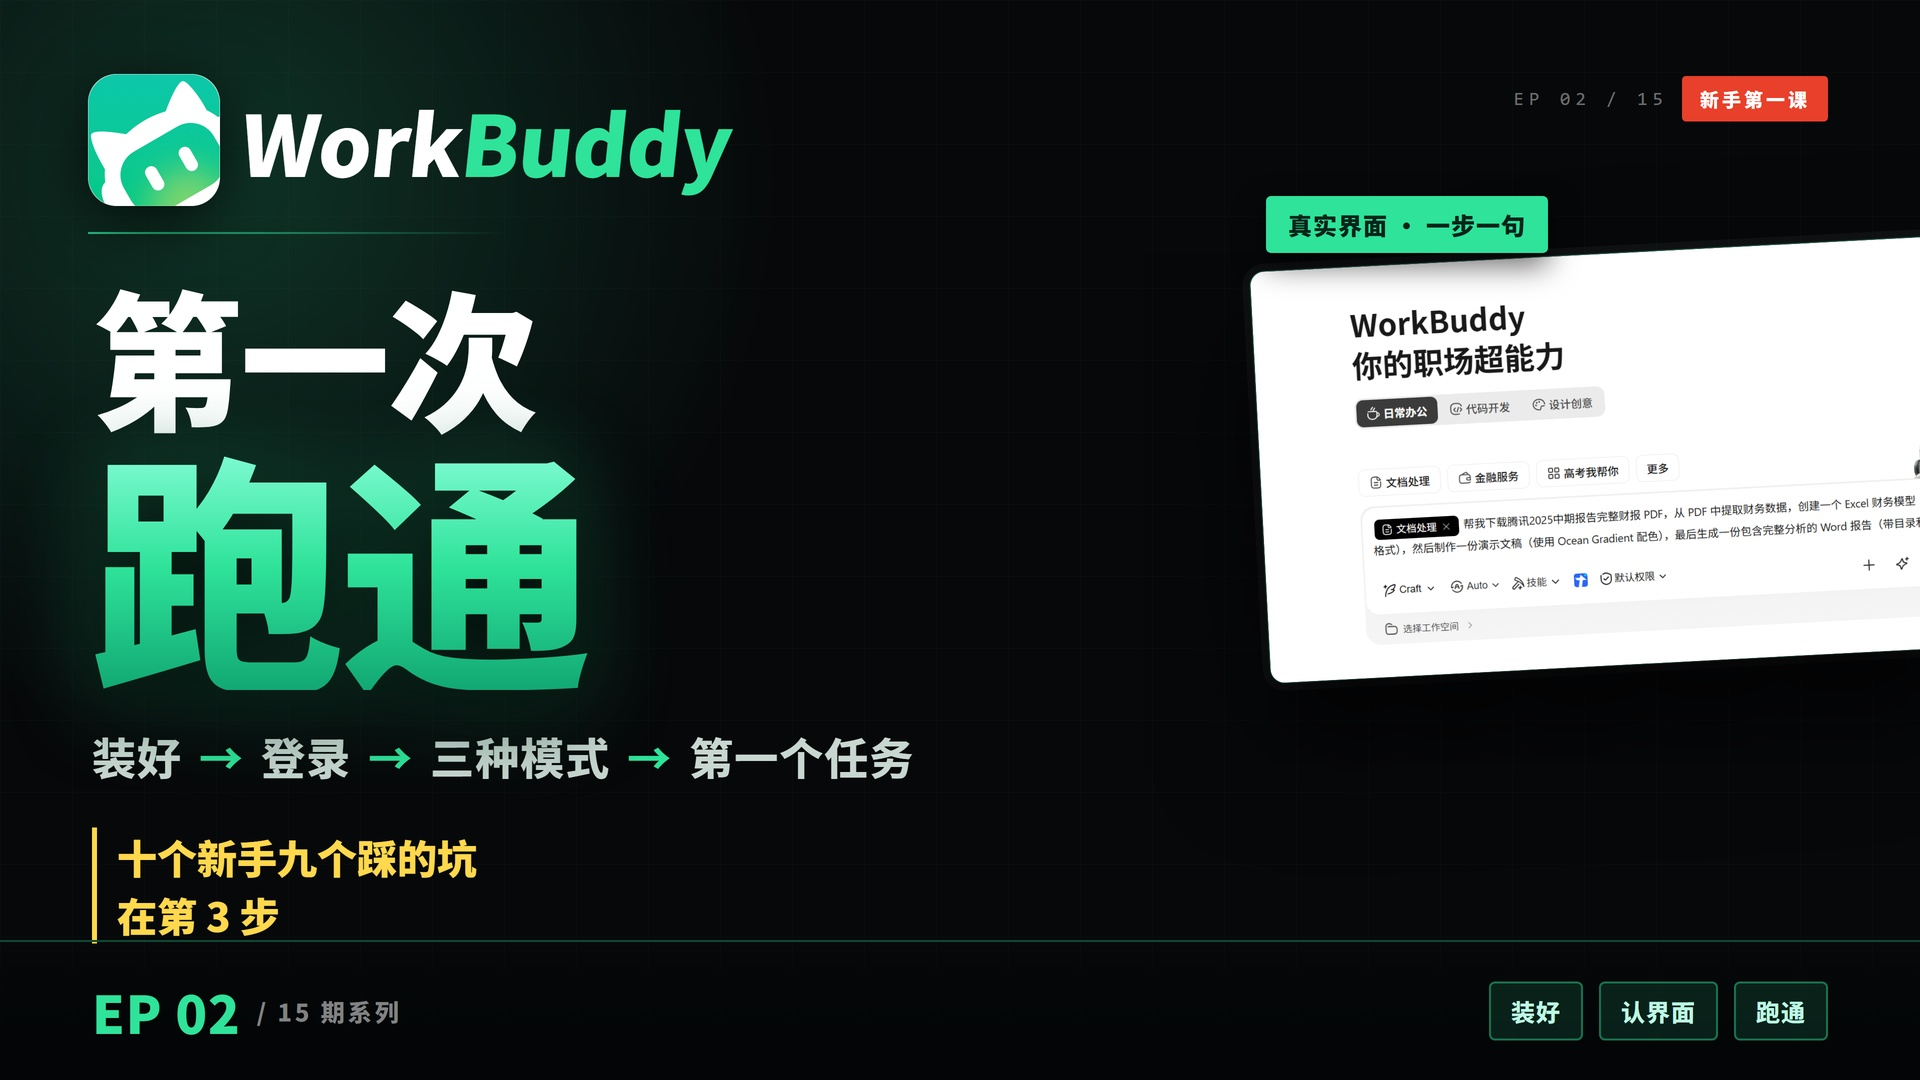 WorkBuddy
EP 02 / 15
新手第一课
真实界面 · 一步一句
第一次
跑通
装好 → 登录 → 三种模式 → 第一个任务
十个新手九个踩的坑
在第 3 步
WorkBuddy
你的职场超能力
日常办公 代码开发 设计创意
文档处理 金融服务 高考我帮你 更多
文档处理 × 帮我下载腾讯2025中期报告完整财报 PDF，从 PDF 中提取财务数据，创建一个 Excel 财务模型
格式），然后制作一份演示文稿（使用 Ocean Gradient 配色），最后生成一份包含完整分析的 Word 报告（带目录和
Craft Auto 技能 默认权限
选择工作空间
EP 02 / 15 期系列
装好 认界面 跑通